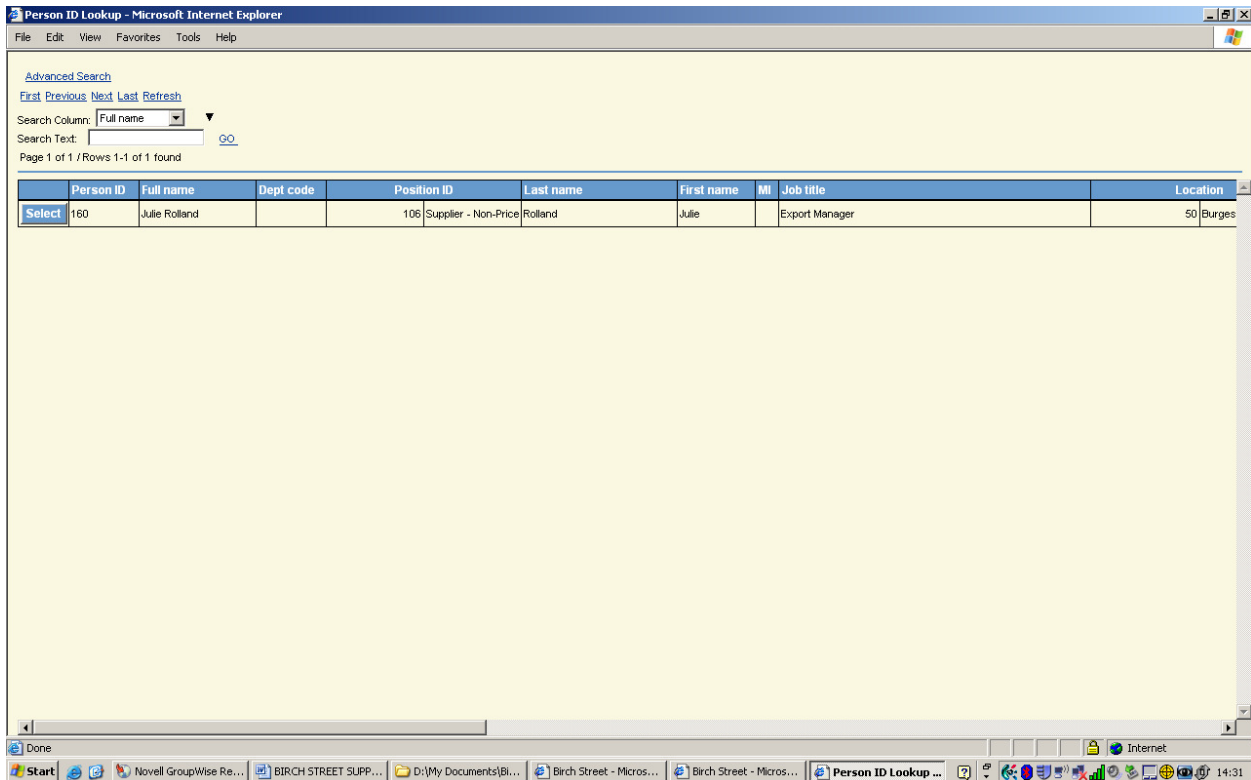 Person ID Lookup - Microsoft Internet Explorer
File Edit View Favorites Tools Help
Advanced Search
First Previous Next Last Refresh
Search Column: Full name
Search Text: GO
Page 1 of 1 / Rows 1-1 of 1 found
Person ID Full name Dept code Position ID Last name First name MI Job title Location
Select 160 Julie Rolland 106 Supplier - Non-Price Rolland Julie Export Manager 50 Burges
Done Internet
Start Novell GroupWise Re... BIRCH STREET SUPP... D:\My Documents\Bi... Birch Street - Micros... Birch Street - Micros... Person ID Lookup ... 14:31